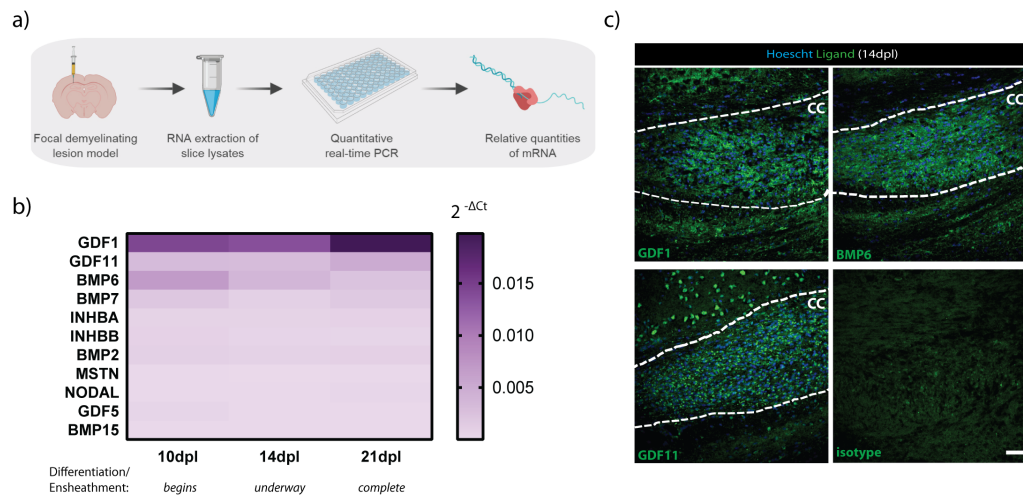 a)
Focal demyelinating
lesion model
RNA extraction of
slice lysates
Quantitative
real-time PCR
Relative quantities
of mRNA
b)
2 -ΔCt
GDF1
GDF11
BMP6
BMP7
INHBA
INHBB
BMP2
MSTN
NODAL
GDF5
BMP15
0.015
0.010
0.005
10dpl 14dpl 21dpl
Differentiation/
Ensheathment: begins underway complete
c)
Hoescht Ligand (14dpl)
CC
GDF1
CC
BMP6
CC
GDF11
isotype